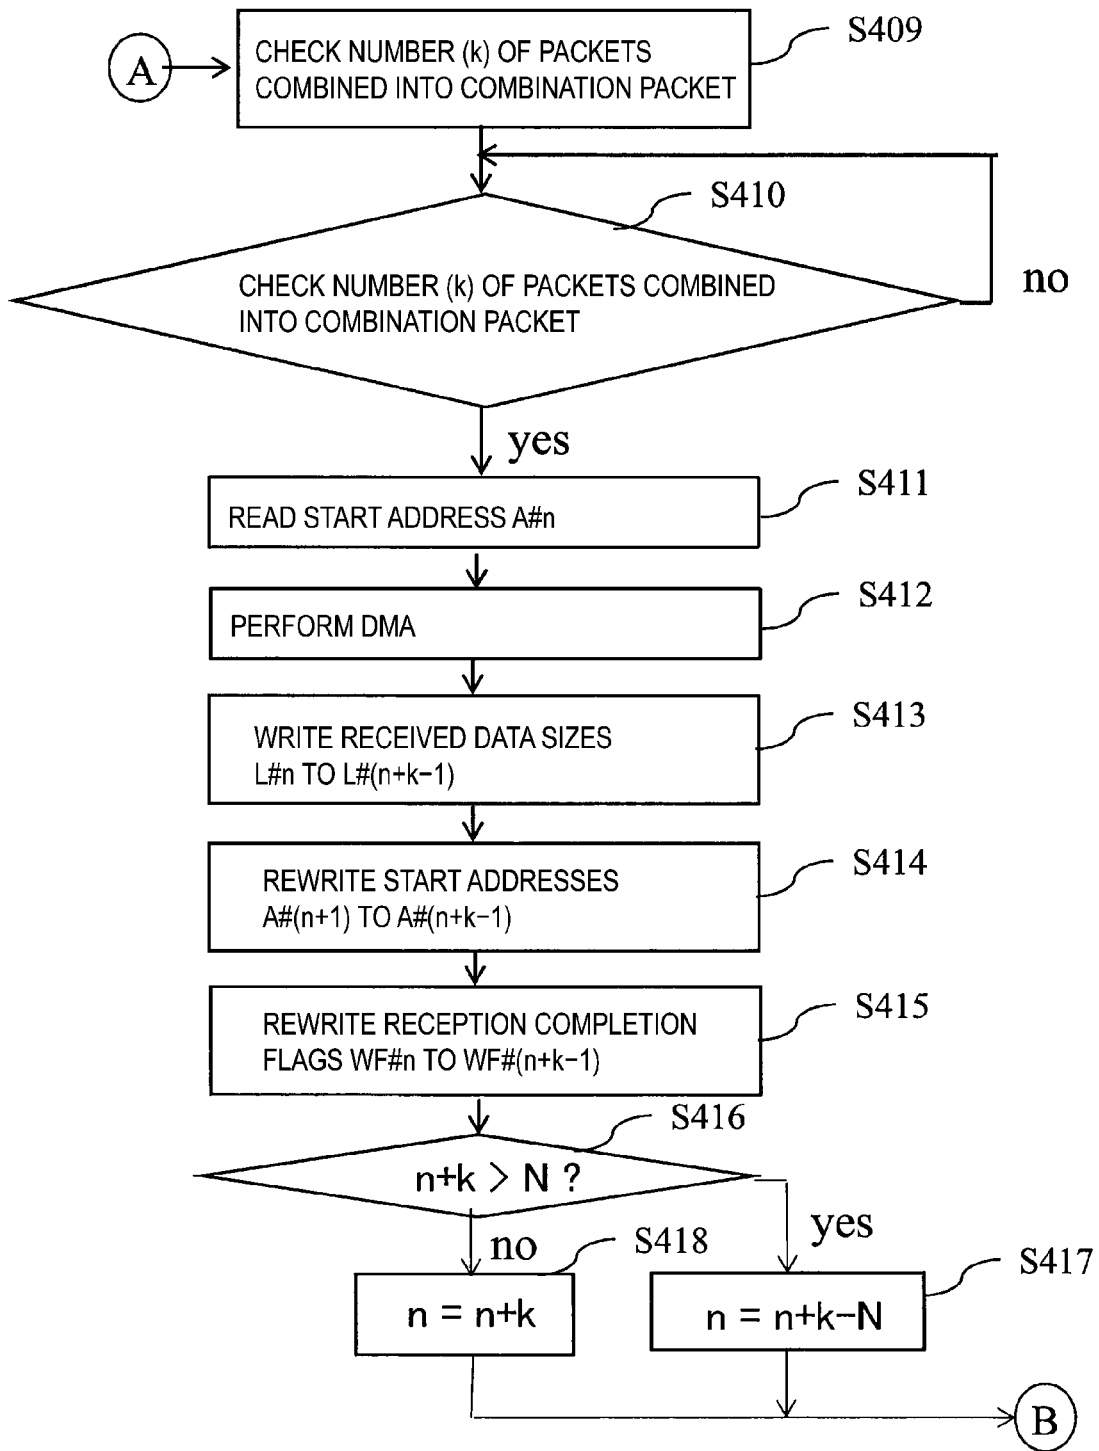 S409
A
CHECK NUMBER (k) OF PACKETS
COMBINED INTO COMBINATION PACKET
S410
CHECK NUMBER (k) OF PACKETS COMBINED
INTO COMBINATION PACKET
no
yes
S411
READ START ADDRESS A#n
S412
PERFORM DMA
S413
WRITE RECEIVED DATA SIZES
L#n TO L#(n+k−1)
S414
REWRITE START ADDRESSES
A#(n+1) TO A#(n+k−1)
S415
REWRITE RECEPTION COMPLETION
FLAGS WF#n TO WF#(n+k−1)
S416
n+k > N ?
no
S418
yes
S417
n = n+k
n = n+k−N
B